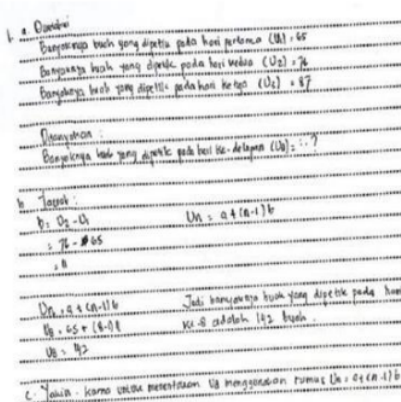 1. a. Diketahui
Banyaknya buah yang dipetik pada hari pertama (U1) = 65
Banyaknya buah yang dipetik pada hari kedua (U2) = 76
Banyaknya buah yang dipetik pada hari ketiga (U3) = 87
Ditanyakan :
Banyaknya buah yang dipetik pada hari ke-delapan (U8) = ...?
b. Jawab :
b = U2 - U1 Un = a + (n-1) b
= 76 - 65
= 11
Un = a + (n-1) b Jadi banyaknya buah yang dipetik pada hari
U8 = 65 + (8-1) 11 ke-8 adalah 142 buah.
U8 = 142
c. Yakin. karna untuk menentukan U8 menggunakan rumus Un = a + (n-1) b